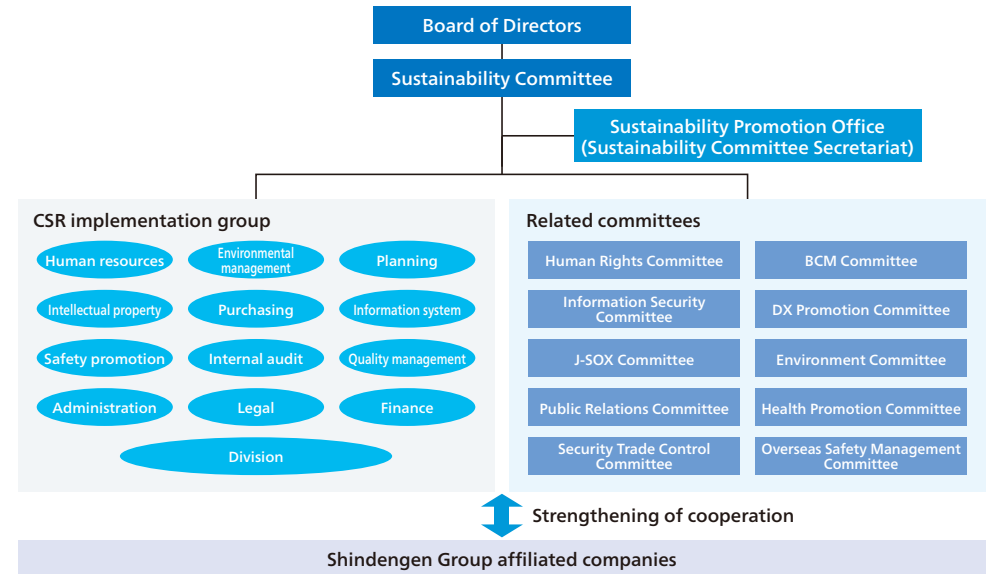 Board of Directors
Sustainability Committee
Sustainability Promotion Office
(Sustainability Committee Secretariat)
CSR implementation group
Human resources
Environmental
management
Planning
Intellectual property
Purchasing
Information system
Safety promotion
Internal audit
Quality management
Administration
Legal
Finance
Division
Related committees
Human Rights Committee
BCM Committee
Information Security
Committee
DX Promotion Committee
J-SOX Committee
Environment Committee
Public Relations Committee
Health Promotion Committee
Security Trade Control
Committee
Overseas Safety Management
Committee
Strengthening of cooperation
Shindengen Group affiliated companies